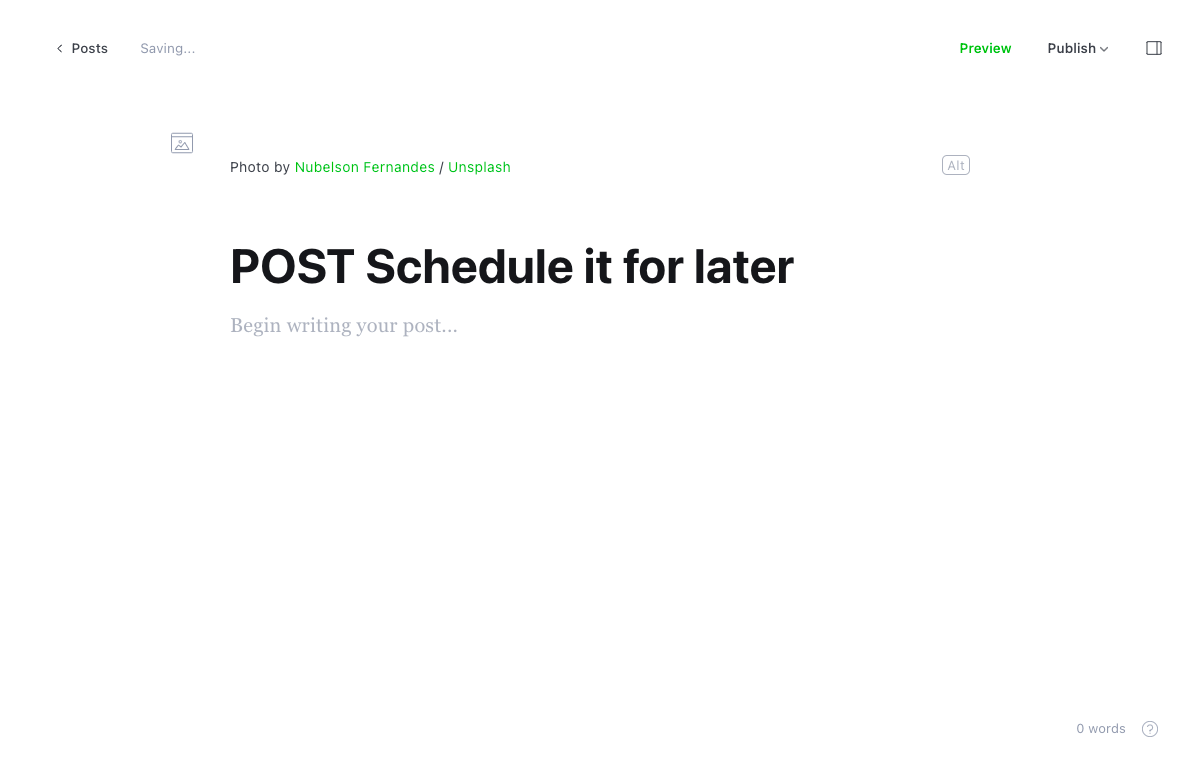 Posts
Saving...
Preview
Publish
Photo by Nubelson Fernandes / Unsplash
Alt
POST Schedule it for later
Begin writing your post...
0 words
?